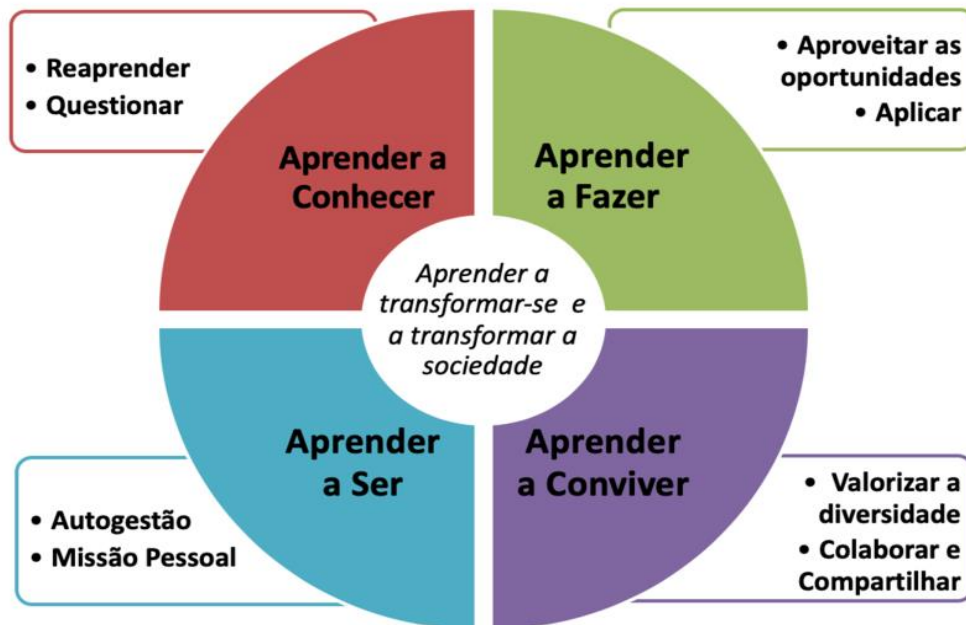 • Reaprender
• Questionar
Aprender a
Conhecer
Aprender
a Fazer
• Aproveitar as
oportunidades
• Aplicar
Aprender a
transformar-se e
a transformar a
sociedade
• Autogestão
• Missão Pessoal
Aprender
a Ser
Aprender
a Conviver
• Valorizar a
diversidade
• Colaborar e
Compartilhar